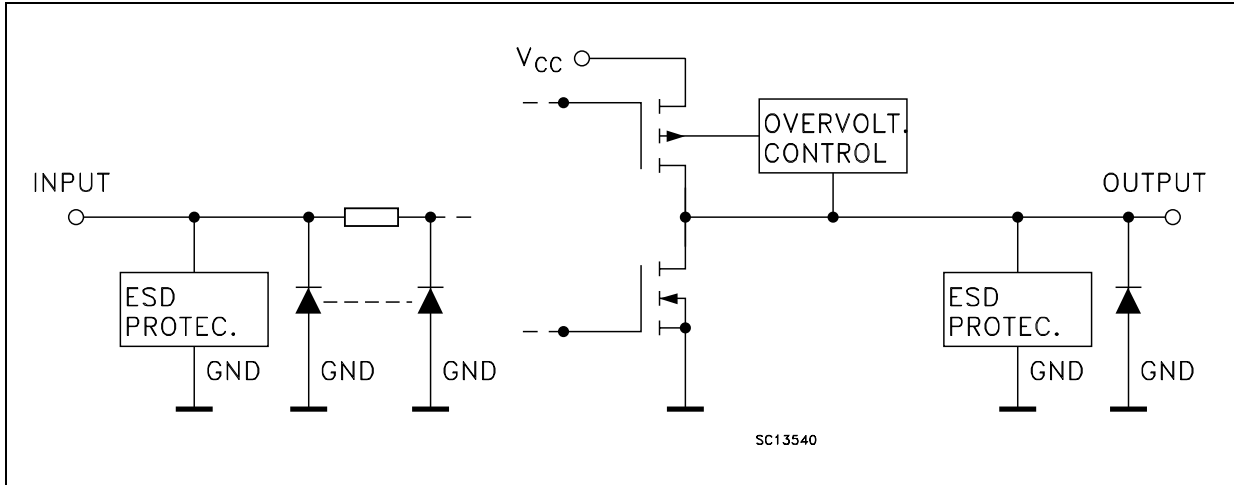 V_CC
OVERVOLT.
CONTROL
INPUT
OUTPUT
ESD
PROTEC.
ESD
PROTEC.
GND
GND
GND
GND
GND
SC13540